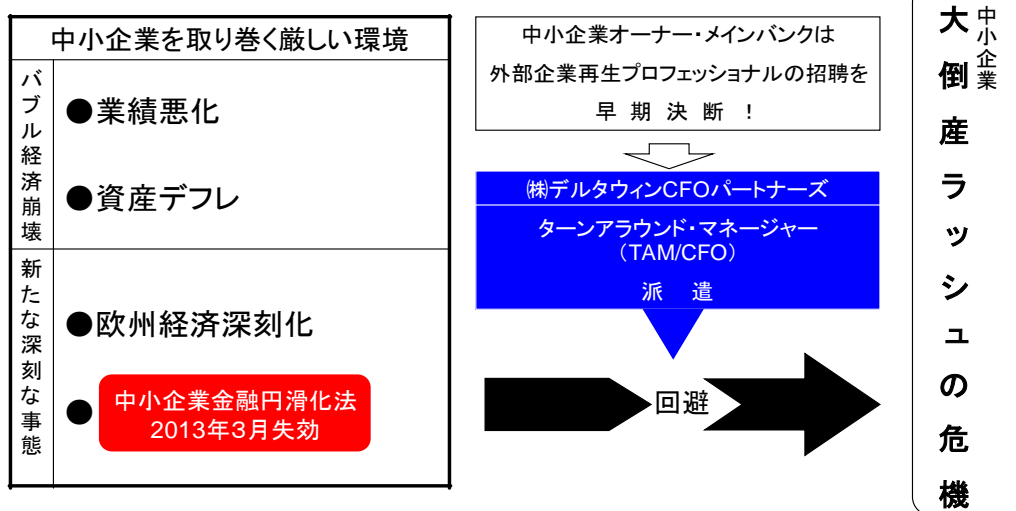 中小企業を取り巻く厳しい環境
バブル経済崩壊
●業績悪化
●資産デフレ
新たな深刻な事態
●欧州経済深刻化
●
中小企業金融円滑化法
2013年3月失効
中小企業オーナー・メインバンクは
外部企業再生プロフェッショナルの招聘を
早 期 決 断 !
㈱デルタウィンCFOパートナーズ
ターンアラウンド・マネージャー
(TAM/CFO)
派 遣
回避
中小企業
大倒産ラッシュの危機